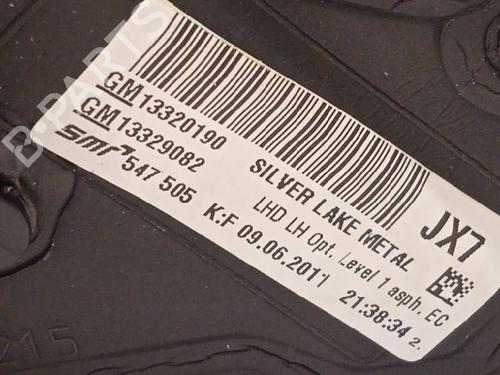 B-PARTS
GM 13320190
GM 13329082
smr 547 505
SILVER LAKE METAL
JX7
LHD LH Opt. Level 1 asph. EC
K:F 09.06.2011 21:38:34 2.
215